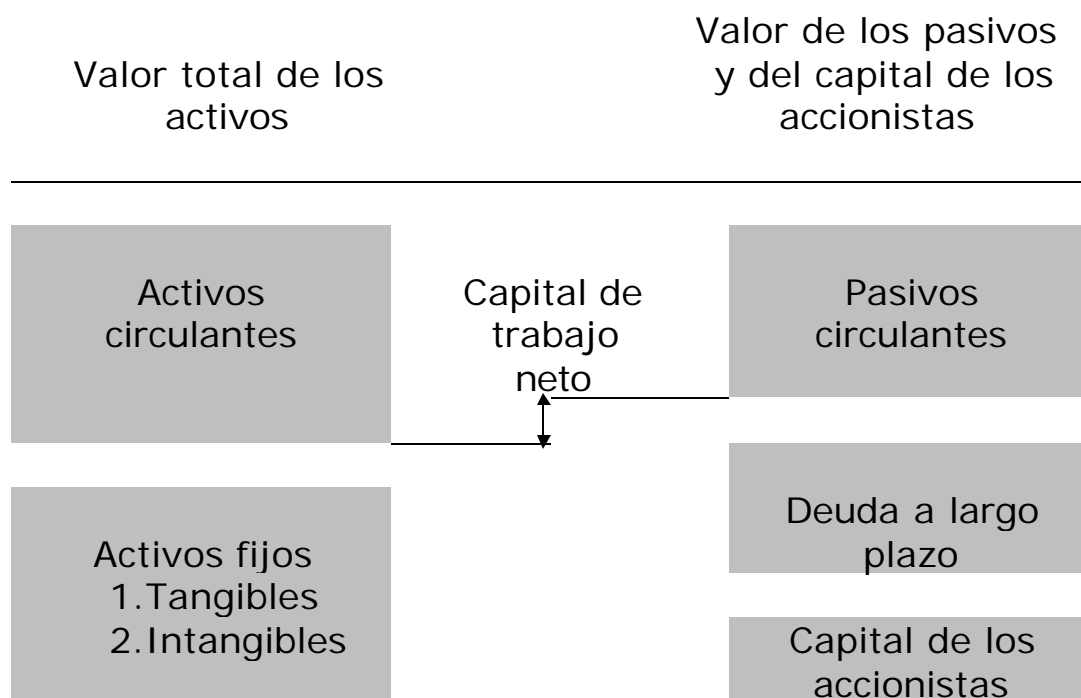 Valor total de los
activos
Valor de los pasivos
y del capital de los
accionistas
Activos
circulantes
Capital de
trabajo
neto
Pasivos
circulantes
Activos fijos
1.Tangibles
2.Intangibles
Deuda a largo
plazo
Capital de los
accionistas